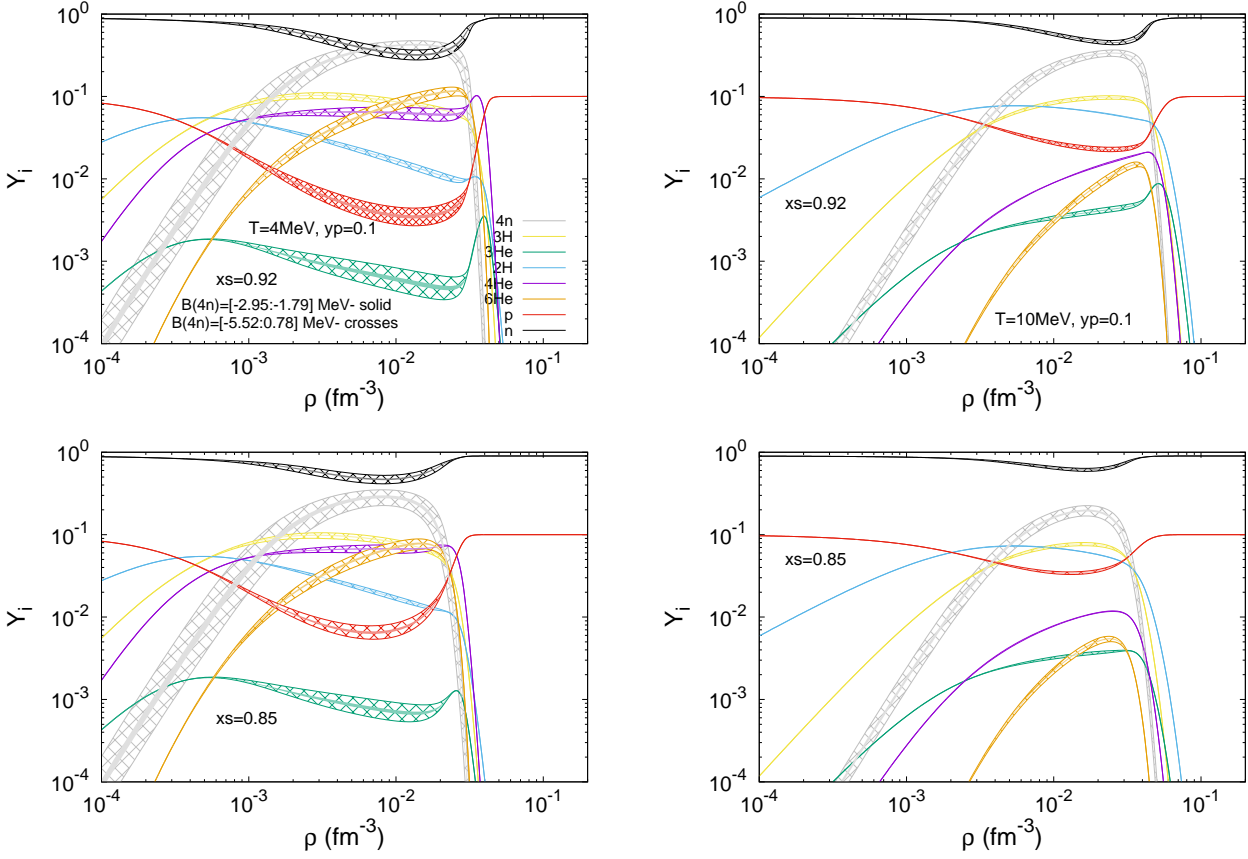 10^0
10^-1
10^-2
10^-3
10^-4
Y_i
T=4MeV, yp=0.1
xs=0.92
B(4n)=[-2.95:-1.79] MeV- solid
B(4n)=[-5.52:0.78] MeV- crosses
4n
3H
3He
2H
4He
6He
p
n
10^-4
10^-3
10^-2
10^-1
ρ (fm^-3)
10^0
10^-1
10^-2
10^-3
10^-4
Y_i
xs=0.92
T=10MeV, yp=0.1
10^-4
10^-3
10^-2
10^-1
ρ (fm^-3)
10^0
10^-1
10^-2
10^-3
10^-4
Y_i
xs=0.85
10^-4
10^-3
10^-2
10^-1
ρ (fm^-3)
10^0
10^-1
10^-2
10^-3
10^-4
Y_i
xs=0.85
10^-4
10^-3
10^-2
10^-1
ρ (fm^-3)